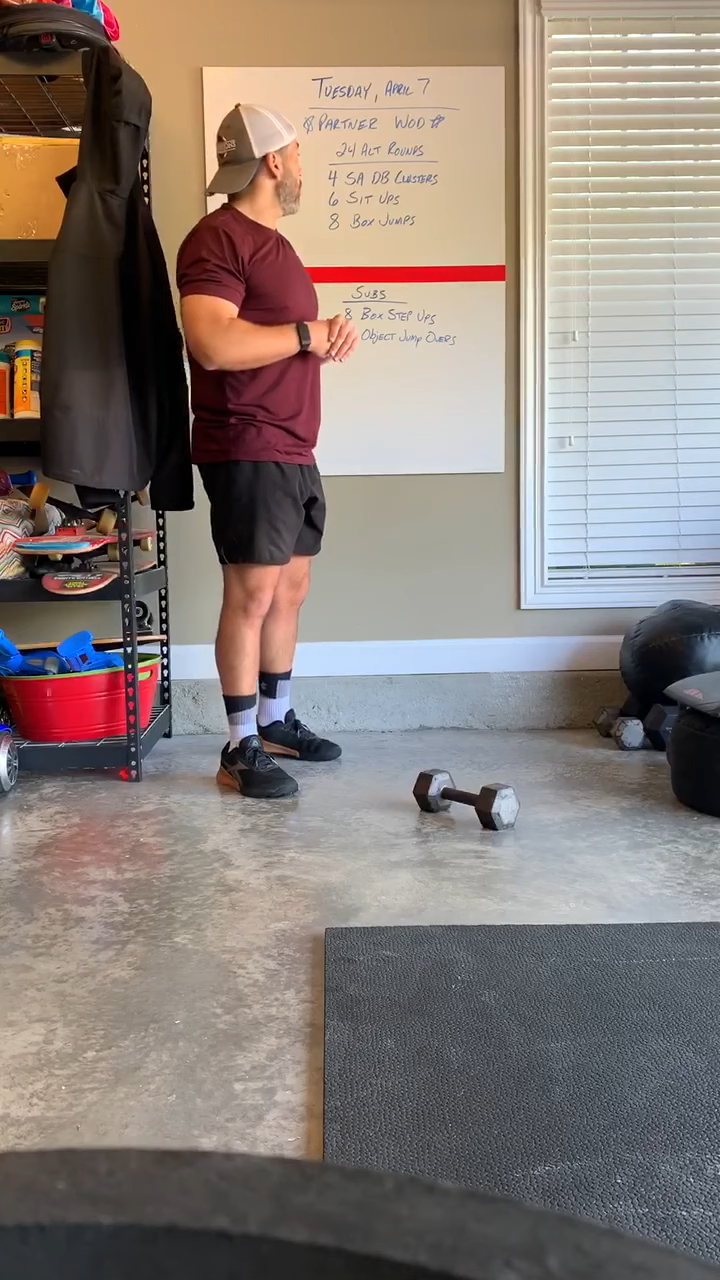 TUESDAY, APRIL 7
PARTNER WOD
24 ALT ROUNDS
4 SA DB CLUSTERS
6 SIT UPS
8 BOX JUMPS
SUBS
8 BOX STEP UPS
OBJECT JUMP OVERS